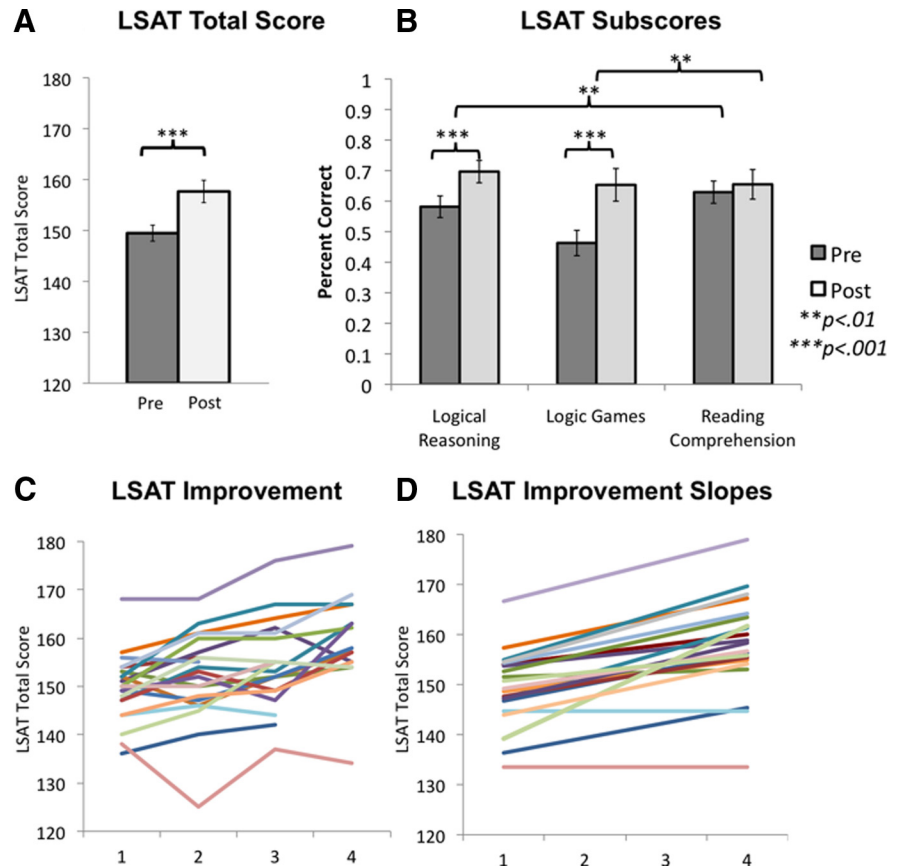 A
LSAT Total Score
LSAT Total Score
180
170
160
150
140
130
120
***
Pre
Post
B
LSAT Subscores
Percent Correct
1
0.9
0.8
0.7
0.6
0.5
0.4
0.3
0.2
0.1
0
***
***
**
**
Logical
Reasoning
Logic Games
Reading
Comprehension
Pre
Post
**p<.01
***p<.001
C
LSAT Improvement
LSAT Total Score
180
170
160
150
140
130
120
1
2
3
4
D
LSAT Improvement Slopes
LSAT Total Score
180
170
160
150
140
130
120
1
2
3
4